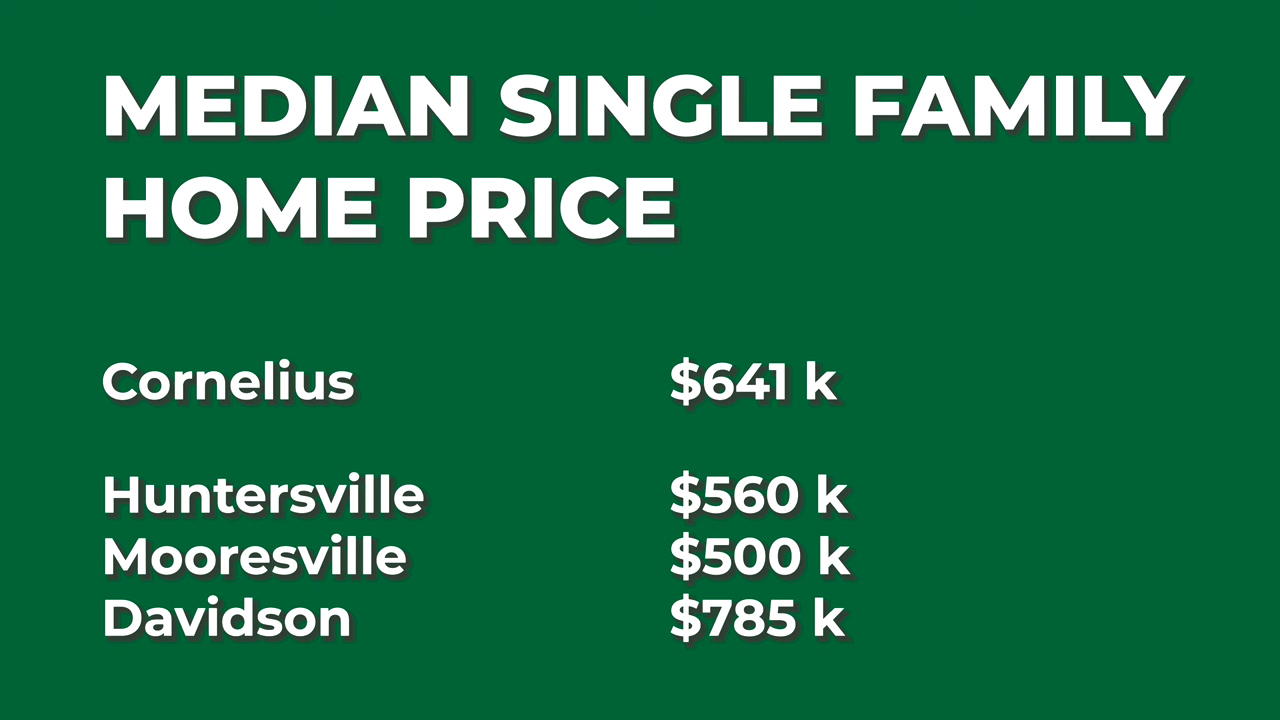 MEDIAN SINGLE FAMILY
HOME PRICE
Cornelius $641 k
Huntersville $560 k
Mooresville $500 k
Davidson $785 k